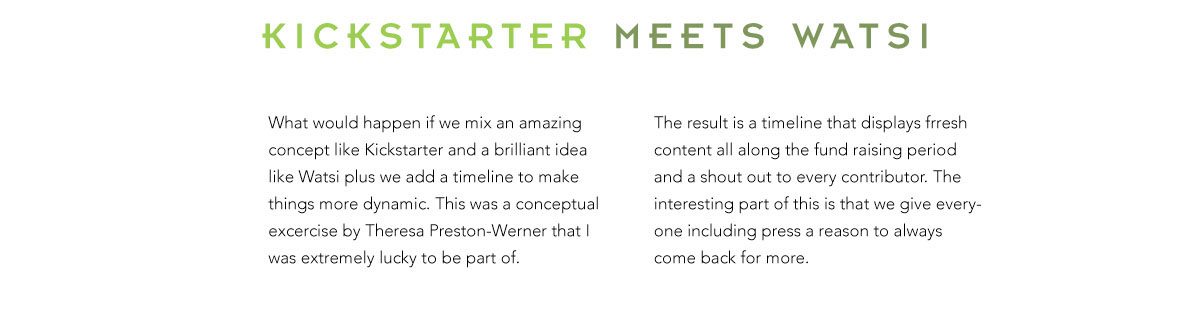 KICKSTARTER MEETS WATSI
What would happen if we mix an amazing
concept like Kickstarter and a brilliant idea
like Watsi plus we add a timeline to make
things more dynamic. This was a conceptual
excercise by Theresa Preston-Werner that I
was extremely lucky to be part of.
The result is a timeline that displays frresh
content all along the fund raising period
and a shout out to every contributor. The
interesting part of this is that we give every-
one including press a reason to always
come back for more.